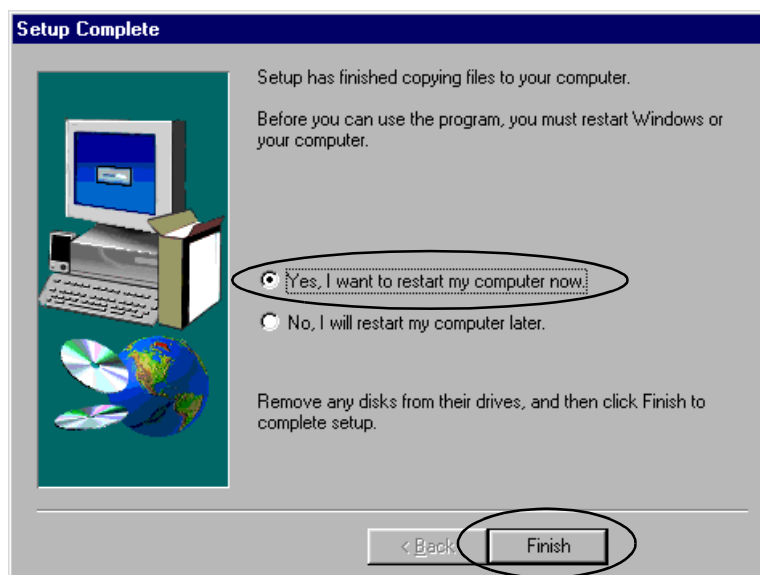 Setup Complete
Setup has finished copying files to your computer.
Before you can use the program, you must restart Windows or
your computer.
Yes, I want to restart my computer now.
No, I will restart my computer later.
Remove any disks from their drives, and then click Finish to
complete setup.
< Back
Finish